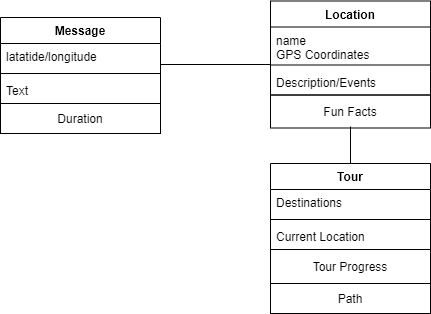 Message
latatide/longitude
Text
Duration
Location
name
GPS Coordinates
Description/Events
Fun Facts
Tour
Destinations
Current Location
Tour Progress
Path